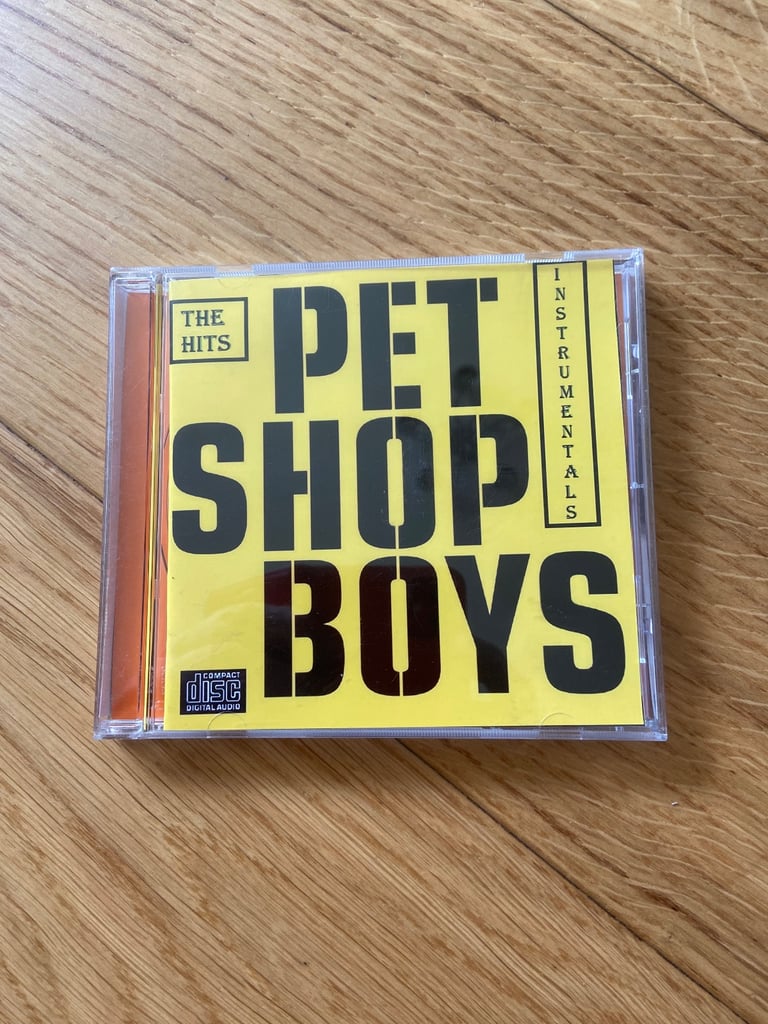 THE
HITS
PET
SHOP
BOYS
INSTRUMENTALS
COMPACT
disc
DIGITAL AUDIO